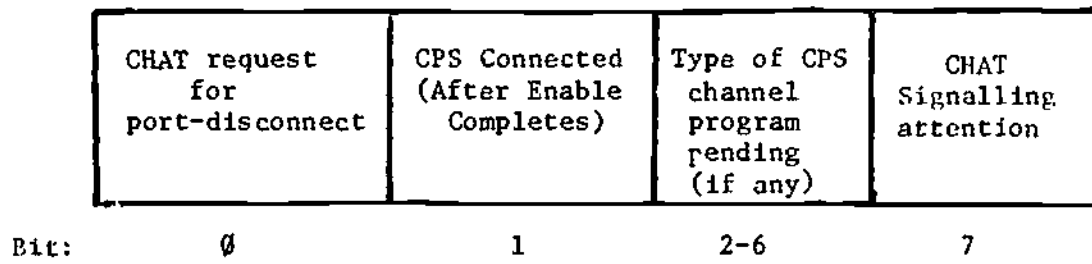 CHAT request
for
port-disconnect
CPS Connected
(After Enable
Completes)
Type of CPS
channel
program
pending
(if any)
CHAT
Signalling
attention
Bit: Ø 1 2-6 7